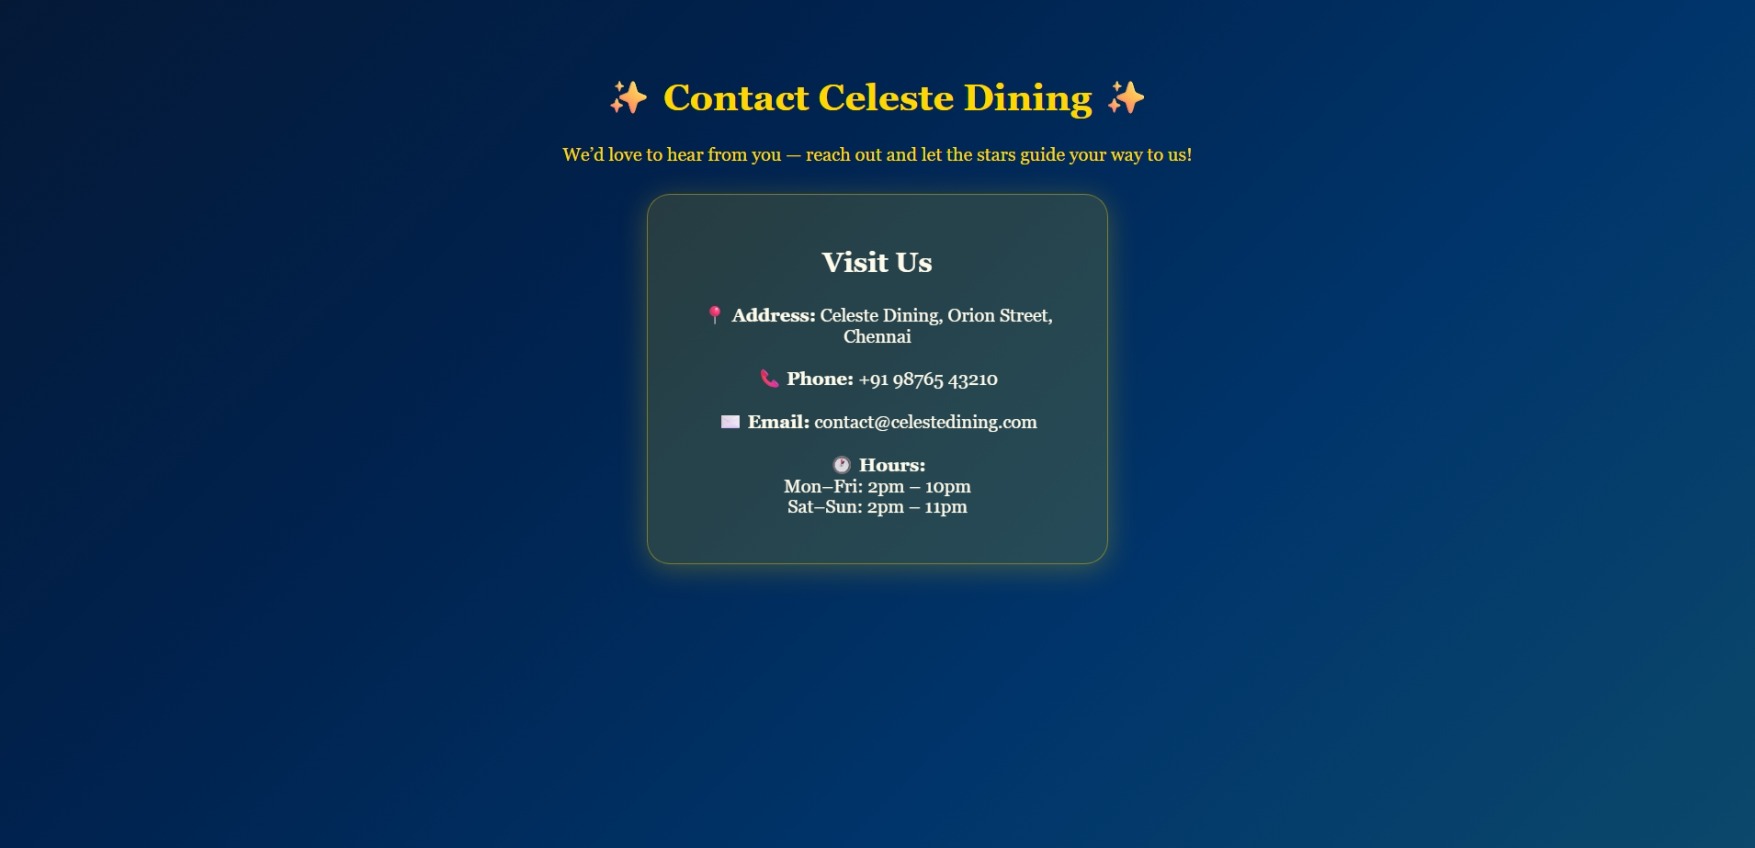 ✨ Contact Celeste Dining ✨
We’d love to hear from you — reach out and let the stars guide your way to us!
Visit Us
📍 Address: Celeste Dining, Orion Street,
Chennai
📞 Phone: +91 98765 43210
✉️ Email: contact@celestedining.com
🕐 Hours:
Mon–Fri: 2pm – 10pm
Sat–Sun: 2pm – 11pm